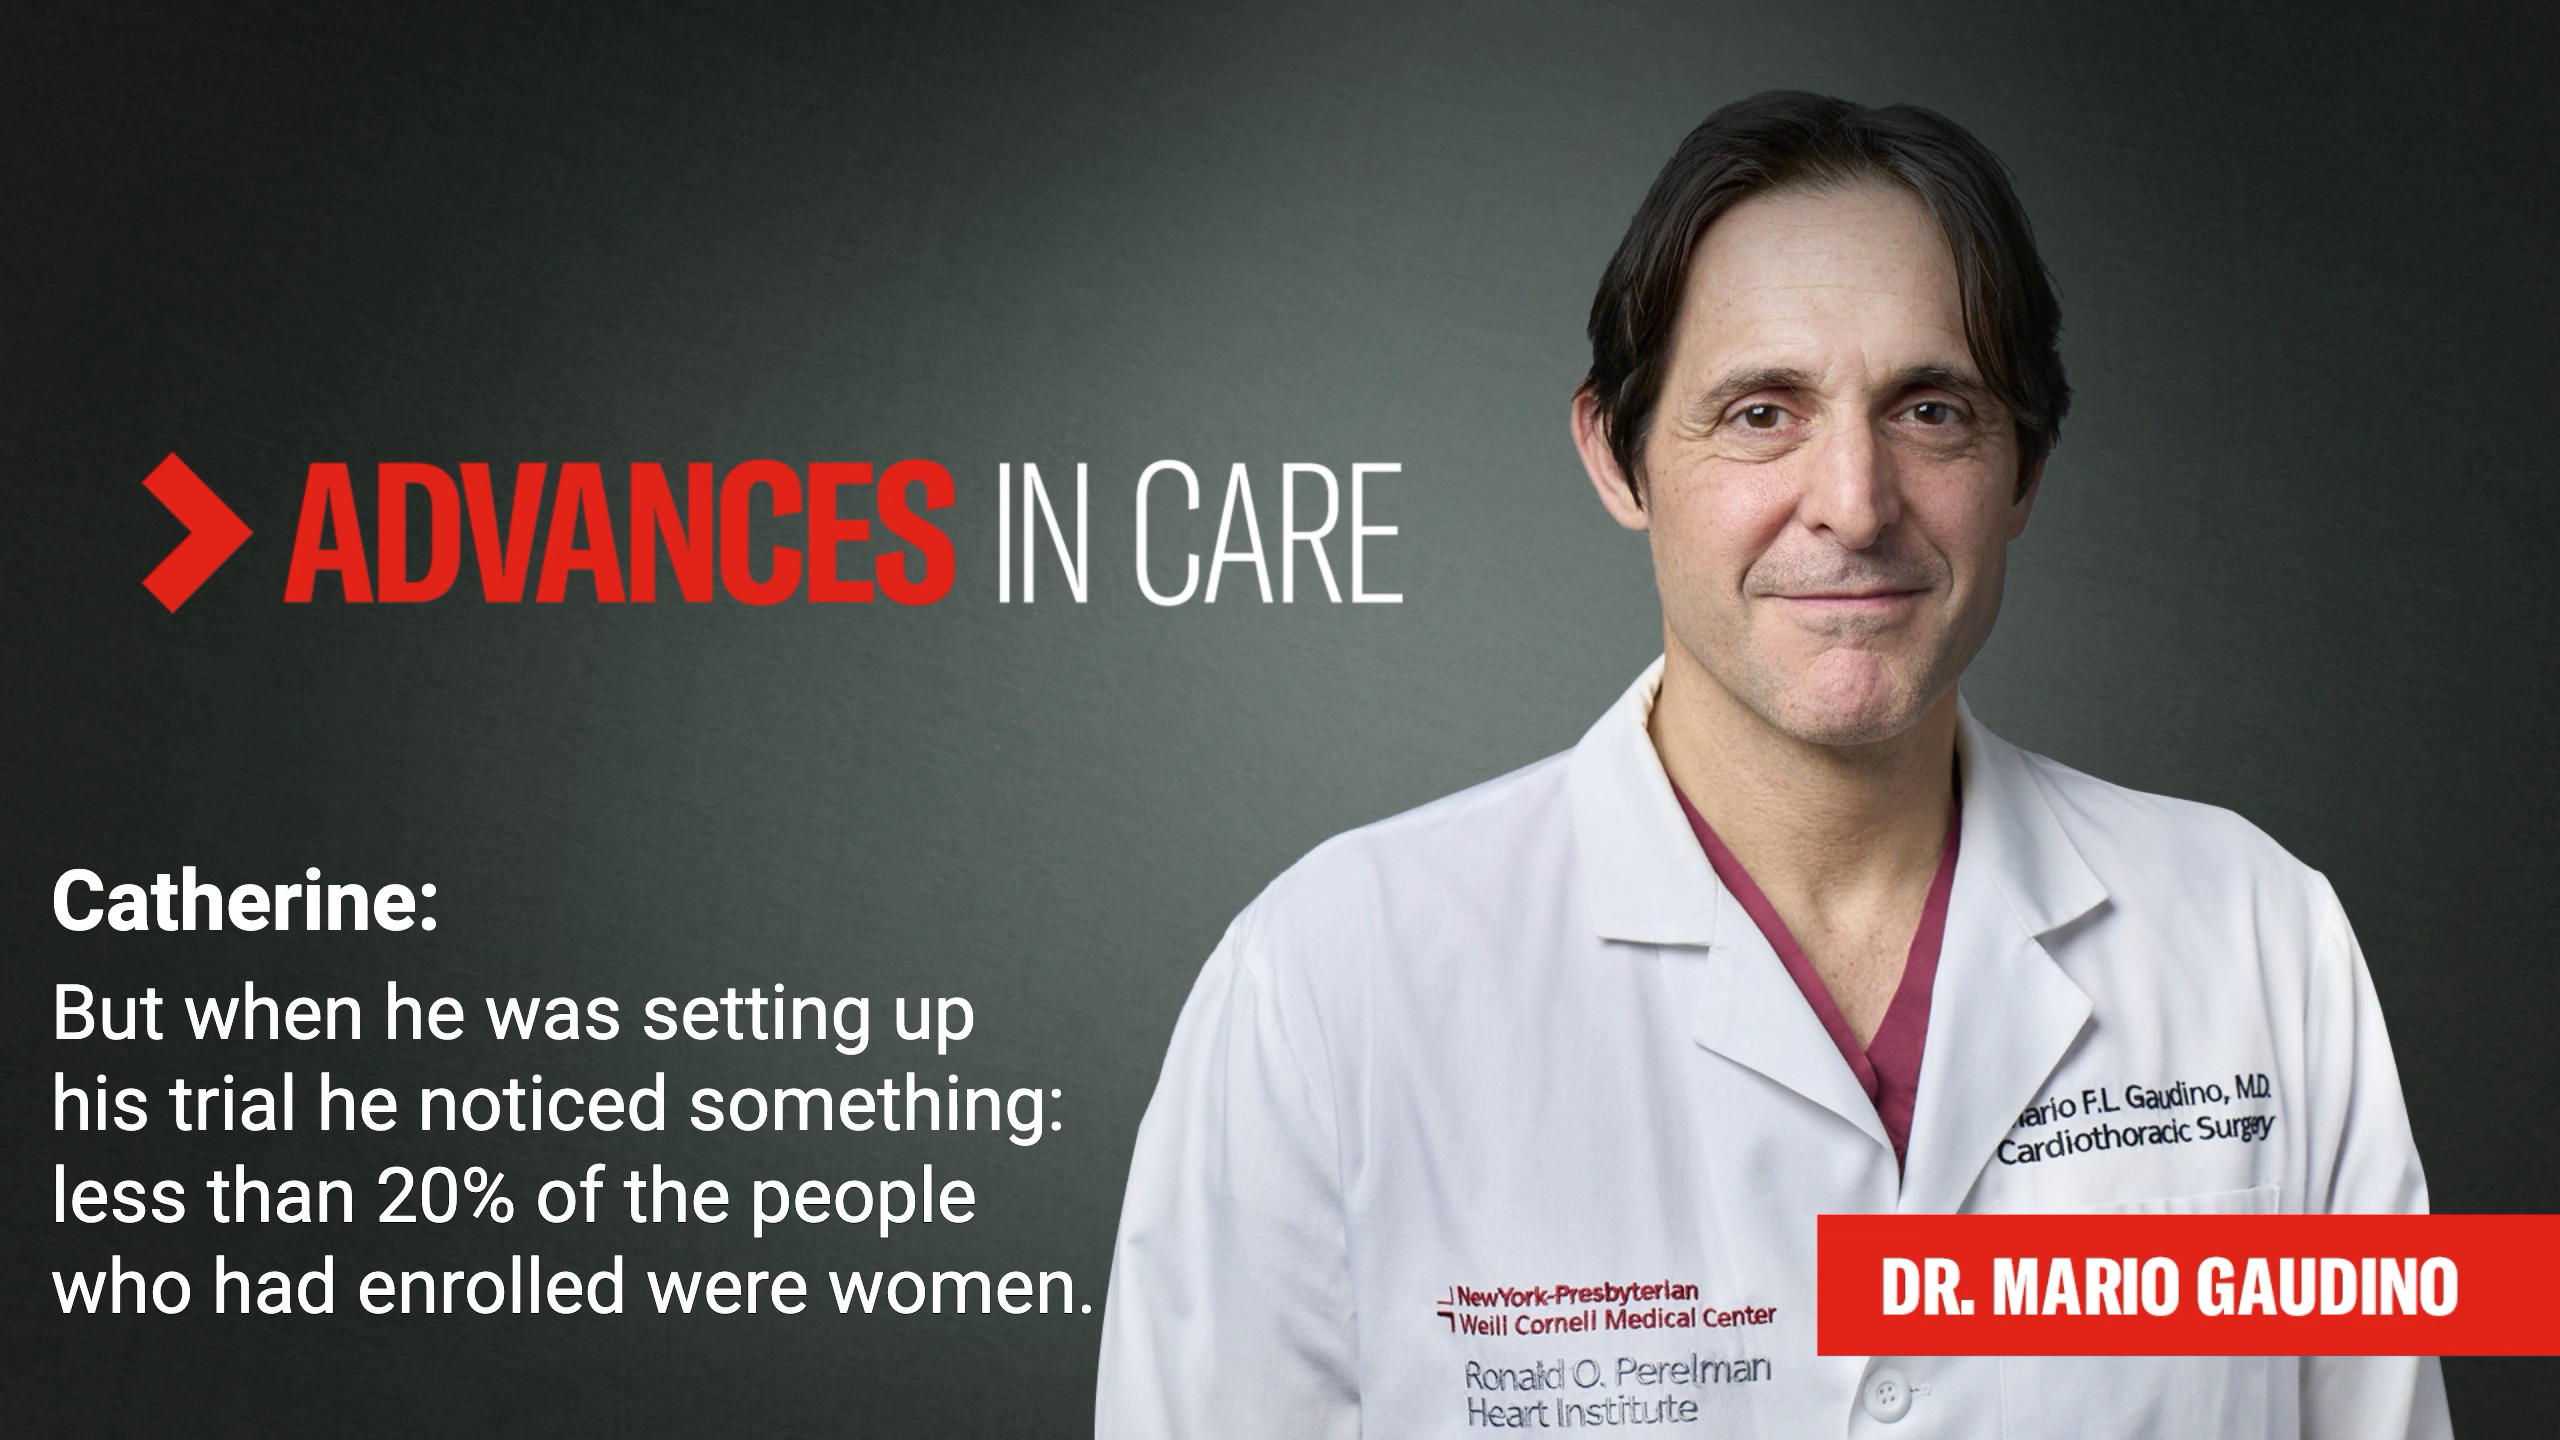 ADVANCES IN CARE
Catherine:
But when he was setting up
his trial he noticed something:
less than 20% of the people
who had enrolled were women.
F.L. Gaudino, M.D.
Cardiothoracic Surgery
NewYork-Presbyterian
Weill Cornell Medical Center
Ronald O. Perelman
Heart Institute
DR. MARIO GAUDINO